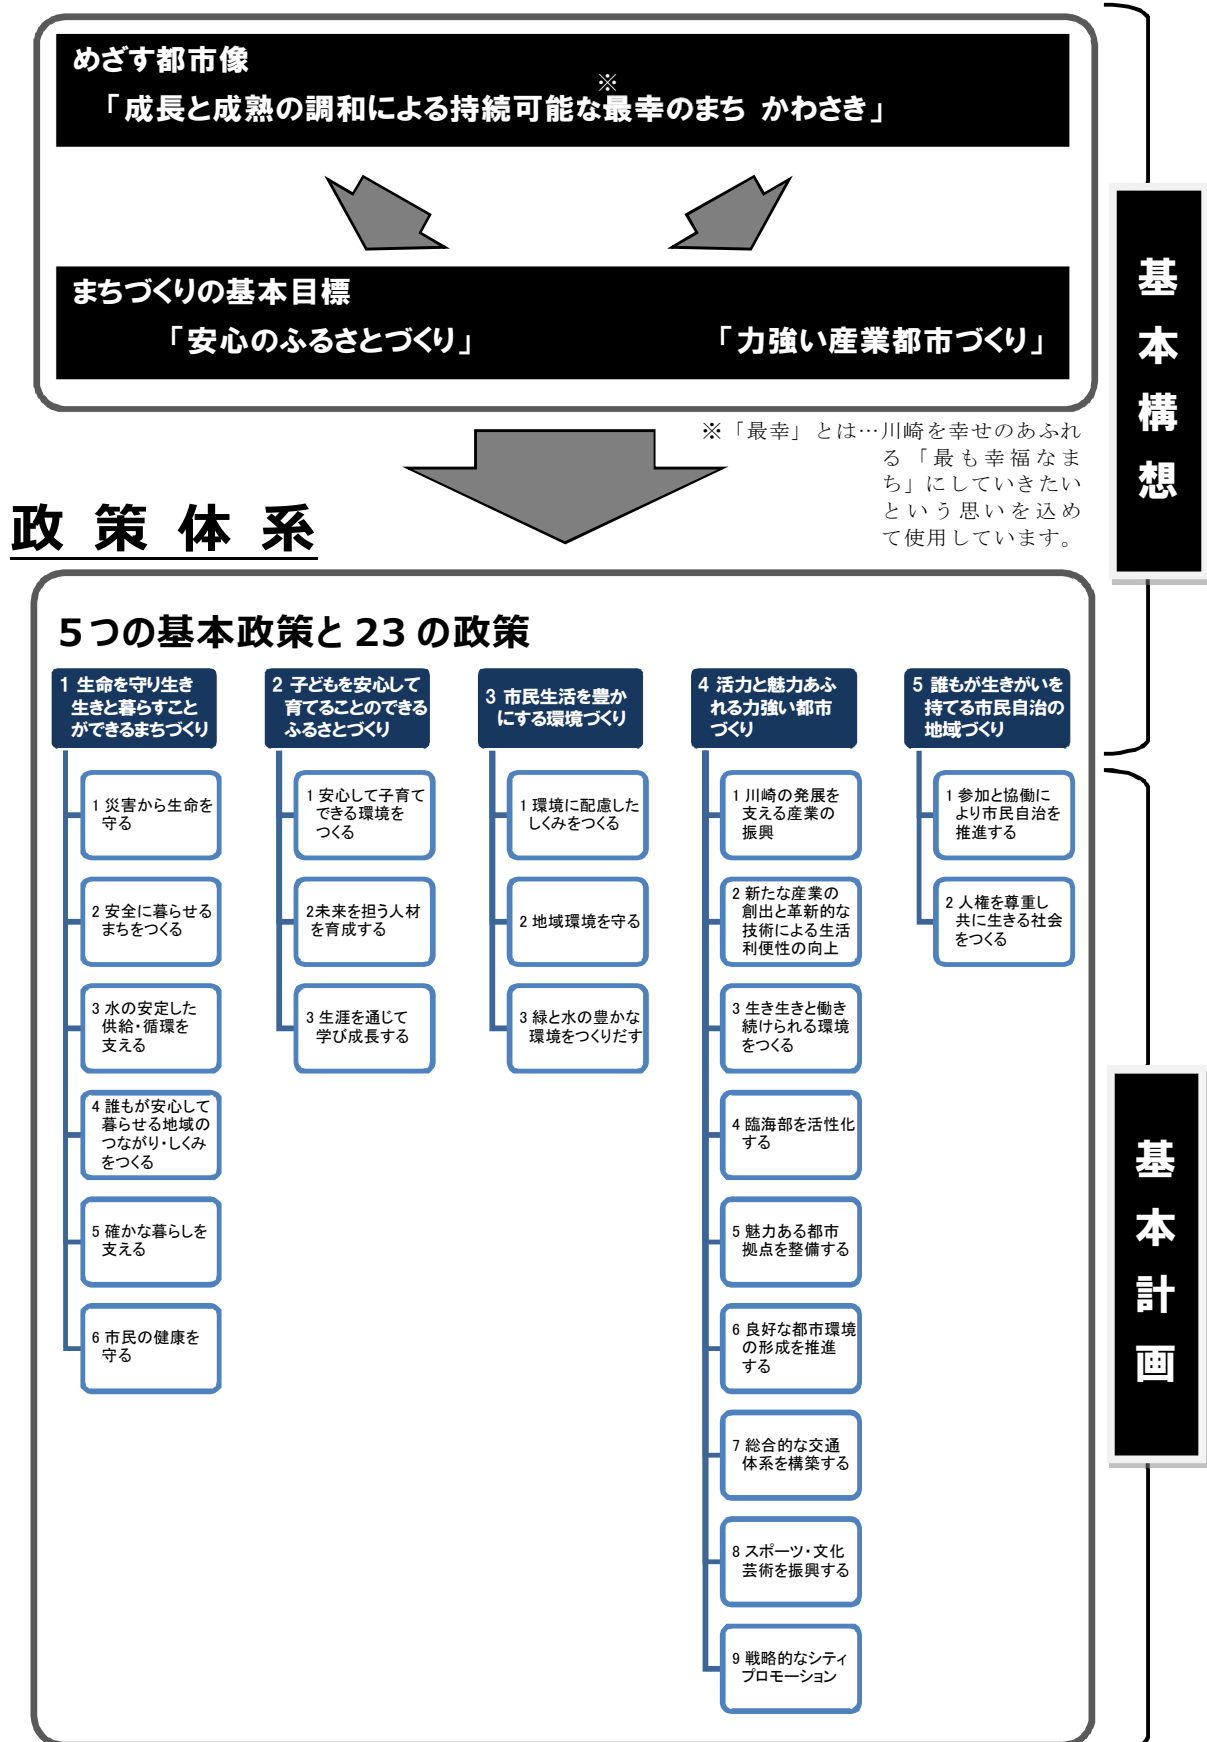 めざす都市像
※
「成長と成熟の調和による持続可能な最幸のまち かわさき」
まちづくりの基本目標
「安心のふるさとづくり」
「力強い産業都市づくり」
基本構想
※「最幸」とは…川崎を幸せのあふれ
る「最も幸福なま
ち」にしていきたい
という思いを込め
て使用しています。
政策体系
5つの基本政策と23の政策
1 生命を守り生き
生きと暮らすこと
ができるまちづくり
1 災害から生命を
守る
2 安全に暮らせる
まちをつくる
3 水の安定した
供給・循環を
支える
4 誰もが安心して
暮らせる地域の
つながり・しくみ
をつくる
5 確かな暮らしを
支える
6 市民の健康を
守る
2 子どもを安心して
育てることのできる
ふるさとづくり
1 安心して子育て
できる環境を
つくる
2未来を担う人材
を育成する
3 生涯を通じて
学び成長する
3 市民生活を豊か
にする環境づくり
1 環境に配慮した
しくみをつくる
2 地域環境を守る
3 緑と水の豊かな
環境をつくりだす
4 活力と魅力あふ
れる力強い都市
づくり
1 川崎の発展を
支える産業の
振興
2 新たな産業の
創出と革新的な
技術による生活
利便性の向上
3 生き生きと働き
続けられる環境
をつくる
4 臨海部を活性化
する
5 魅力ある都市
拠点を整備する
6 良好な都市環境
の形成を推進
する
7 総合的な交通
体系を構築する
8 スポーツ・文化
芸術を振興する
9 戦略的なシティ
プロモーション
5 誰もが生きがいを
持てる市民自治の
地域づくり
1 参加と協働に
より市民自治を
推進する
2 人権を尊重し
共に生きる社会
をつくる
基本計画